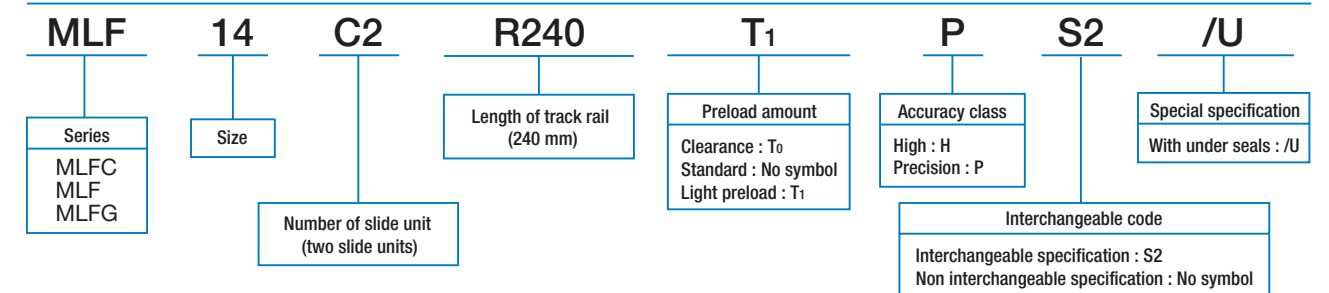 MLF 14 C2 R240 T1 P S2 /U
Series
MLFC
MLF
MLFG
Size
Number of slide unit
(two slide units)
Length of track rail
(240 mm)
Preload amount
Clearance : T0
Standard : No symbol
Light preload : T1
Accuracy class
High : H
Precision : P
Interchangeable code
Interchangeable specification : S2
Non interchangeable specification : No symbol
Special specification
With under seals : /U